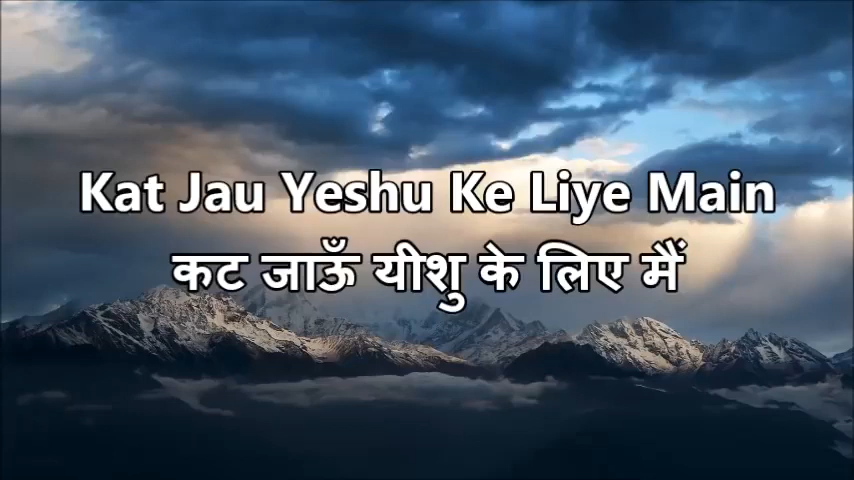 Kat Jau Yeshu Ke Liye Main
कट जाऊँ यीशु के लिए मैं